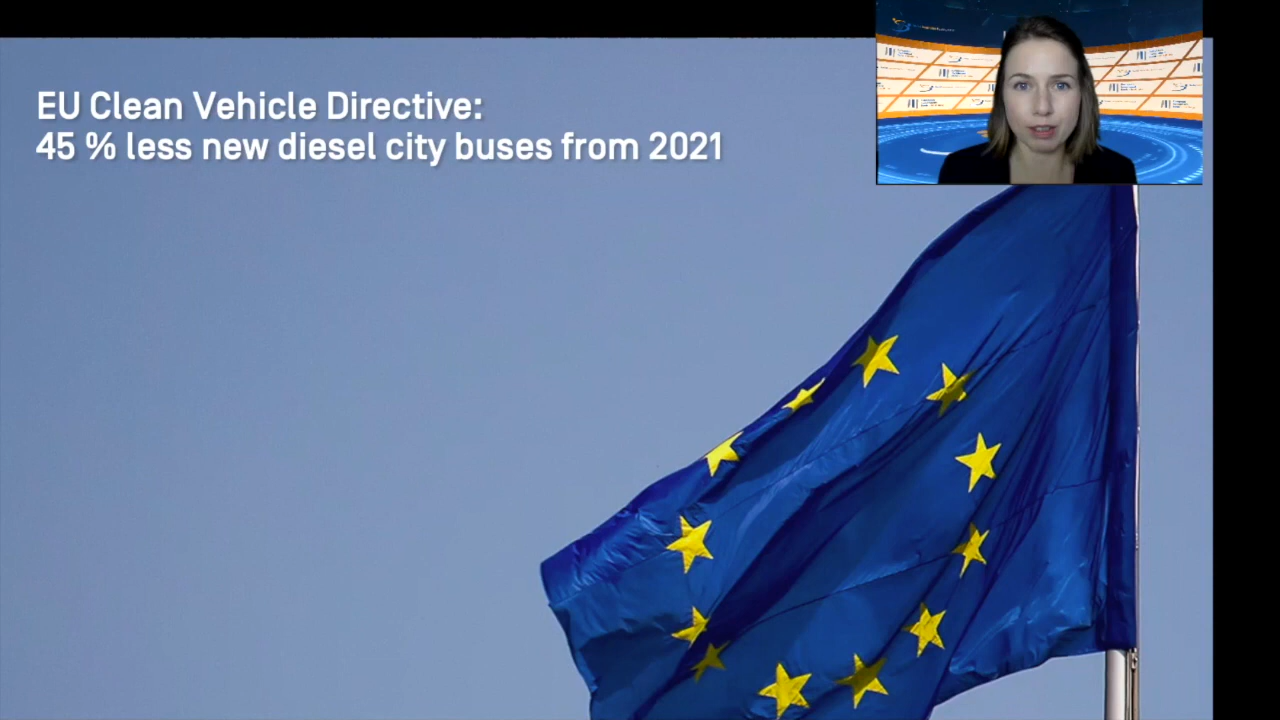 EU Clean Vehicle Directive:
45 % less new diesel city buses from 2021